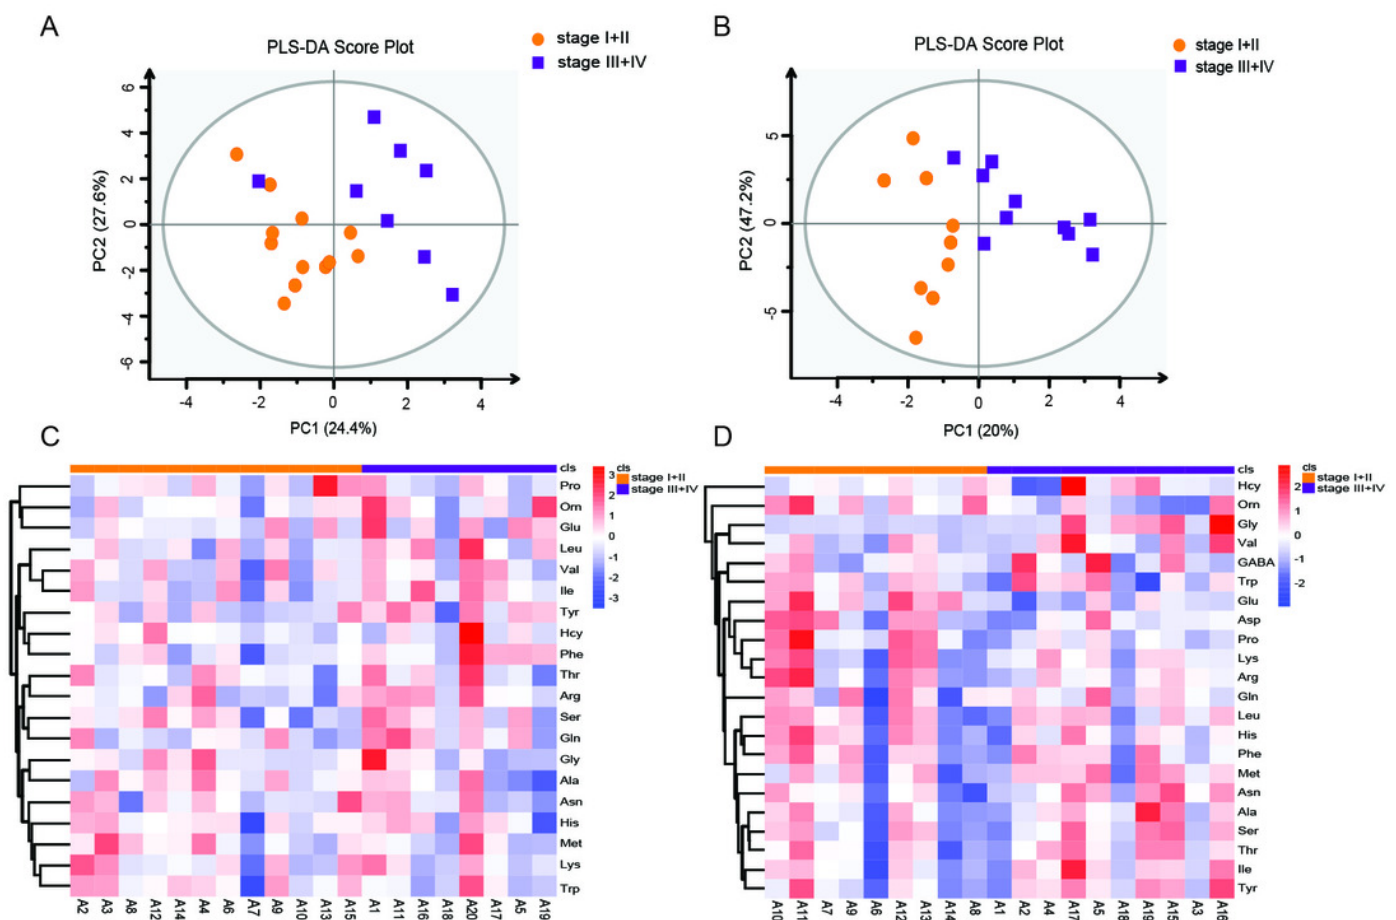 A
PLS-DA Score Plot
stage I+II
stage III+IV
6
4
2
0
-2
-4
-6
PC2 (27.6%)
-4 -2 0 2 4
PC1 (24.4%)
B
PLS-DA Score Plot
stage I+II
stage III+IV
5
0
-5
PC2 (47.2%)
-4 -2 0 2 4
PC1 (20%)
C
cls
Pro
Orn
Glu
Leu
Val
Ile
Tyr
Hcy
Phe
Thr
Arg
Ser
Gln
Gly
Ala
Asn
His
Met
Lys
Trp
A2 A3 A8 A12 A14 A4 A6 A7 A9 A10 A13 A15 A1 A11 A16 A18 A20 A17 A5 A19
3
2
1
0
-1
-2
-3
cls
stage I+II
stage III+IV
D
cls
Hcy
Orn
Gly
Val
GABA
Trp
Glu
Asp
Pro
Lys
Arg
Gln
Leu
His
Phe
Met
Asn
Ala
Ser
Thr
Ile
Tyr
A10 A11 A7 A9 A6 A12 A13 A14 A8 A1 A2 A4 A17 A5 A18 A19 A15 A3 A16
2
1
0
-1
-2
cls
stage I+II
stage III+IV